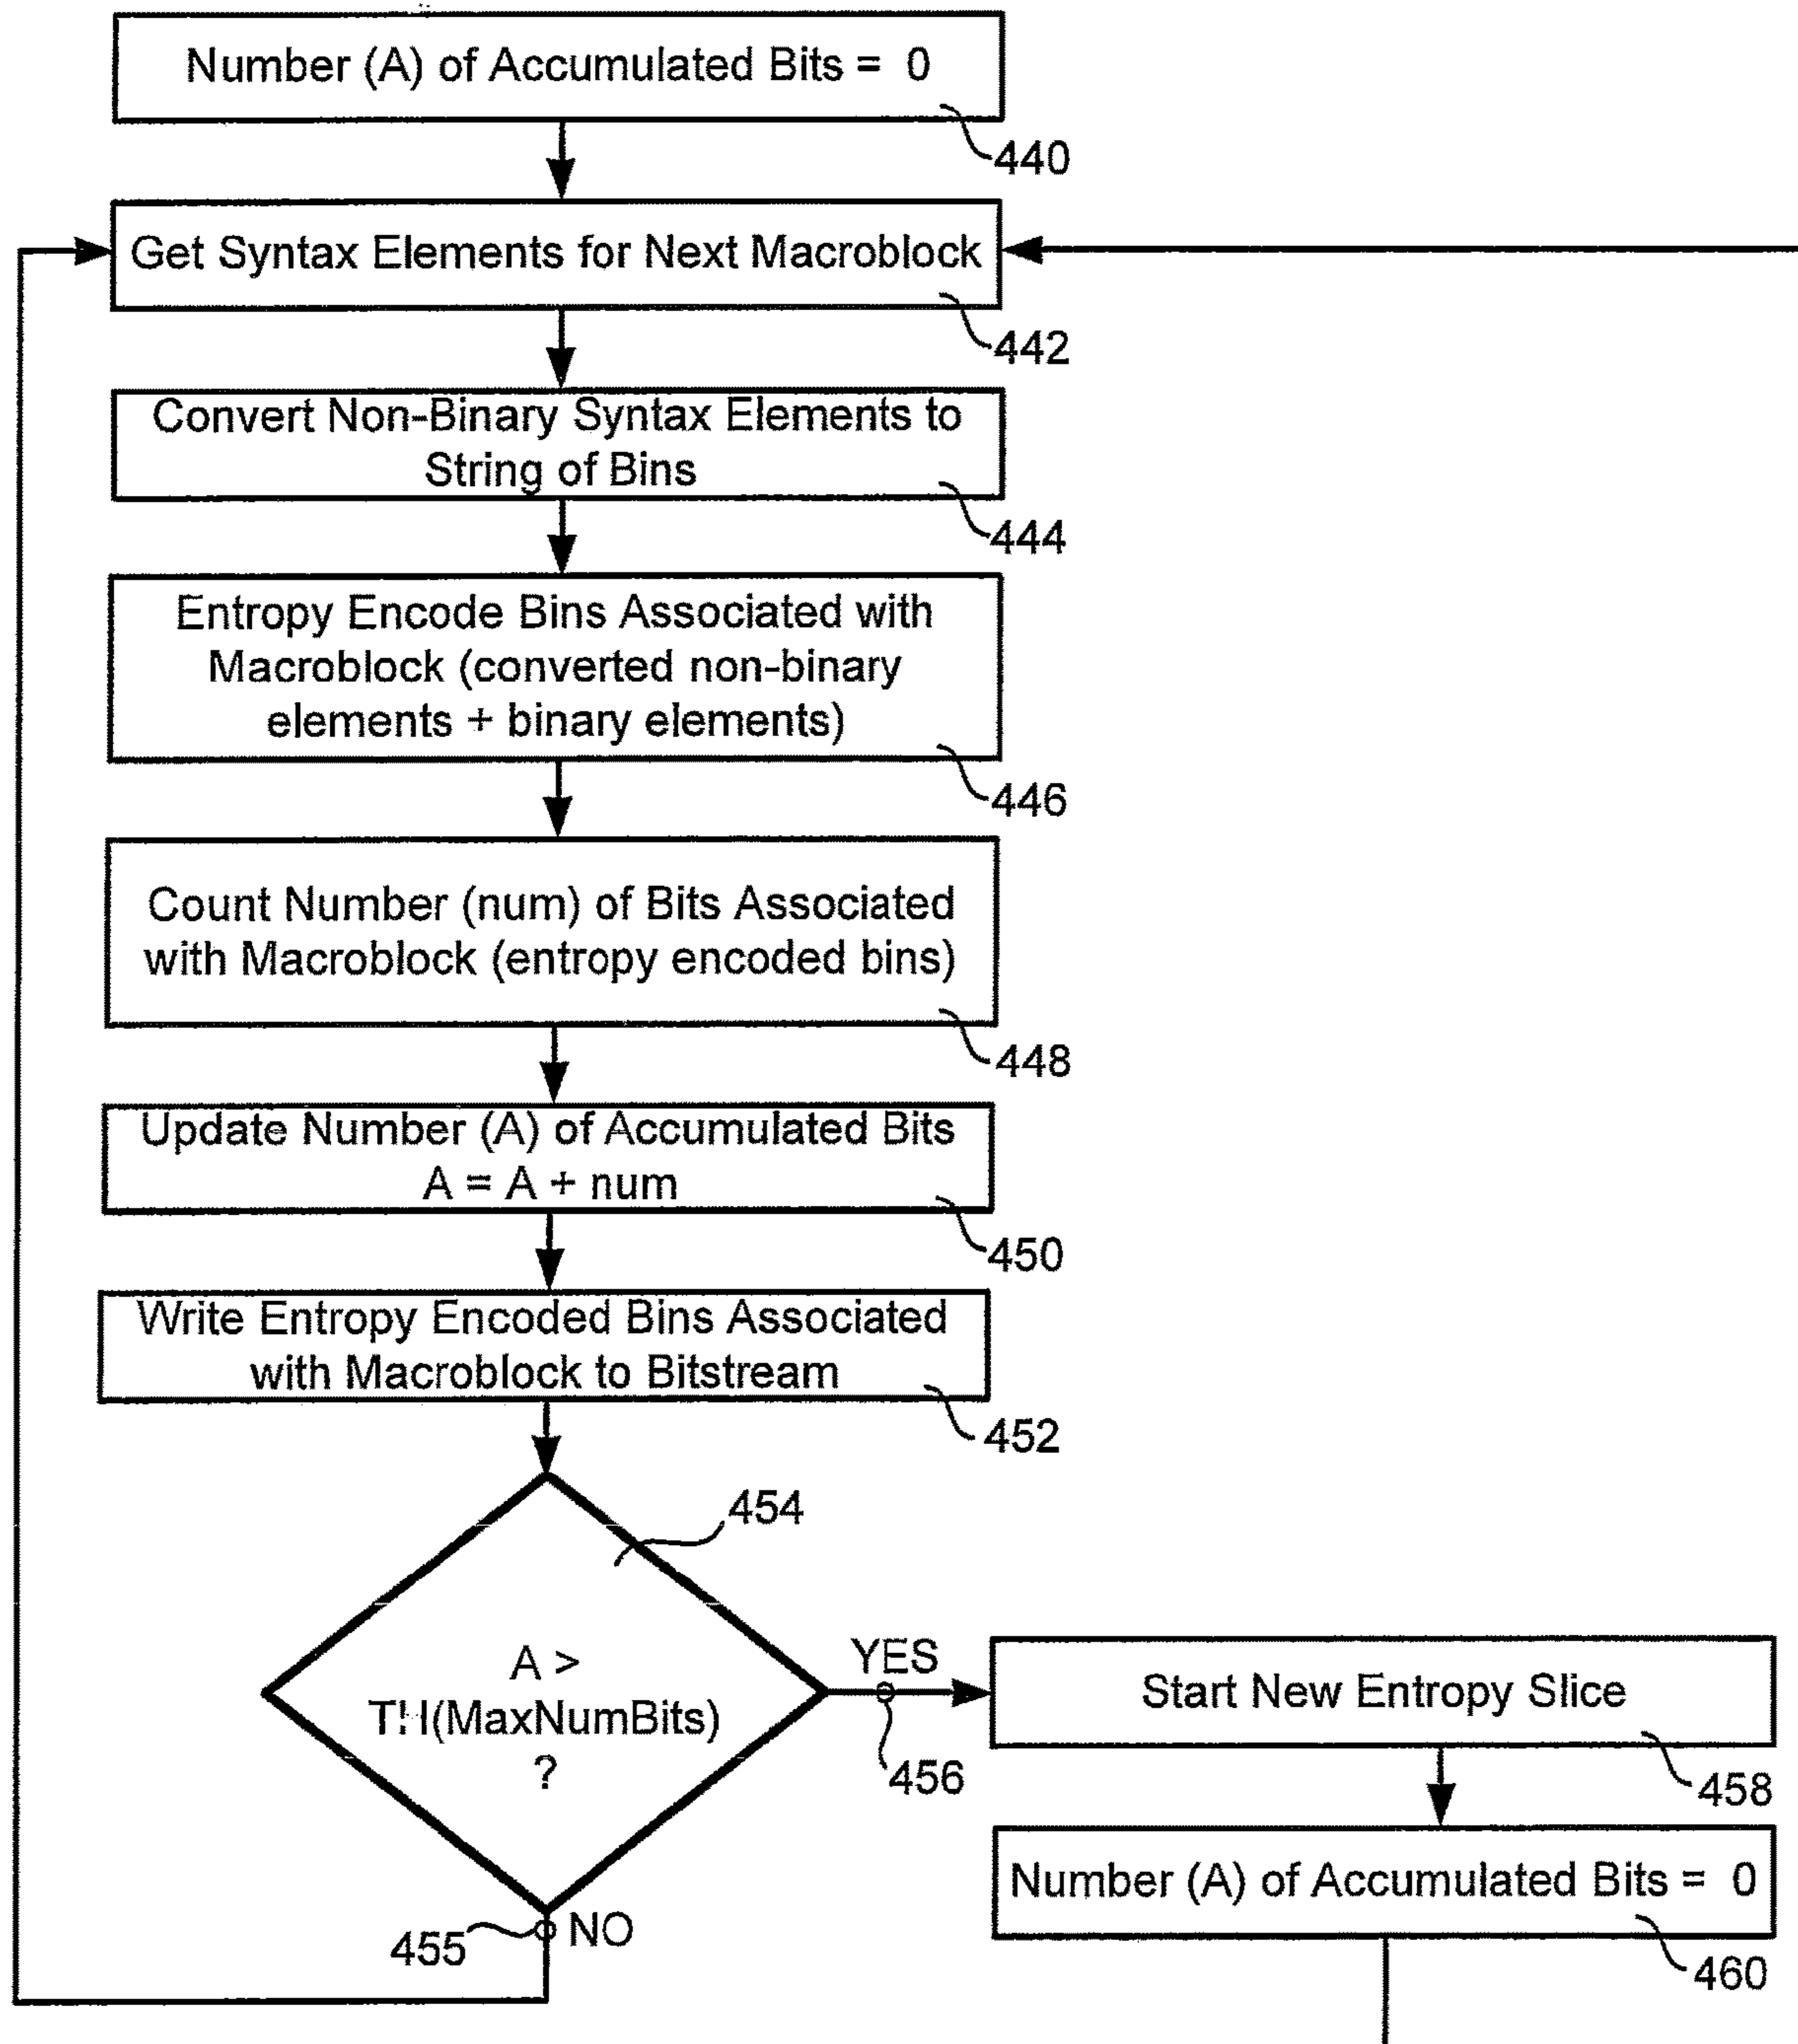 Number (A) of Accumulated Bits = 0
440
Get Syntax Elements for Next Macroblock
442
Convert Non-Binary Syntax Elements to
String of Bins
444
Entropy Encode Bins Associated with
Macroblock (converted non-binary
elements + binary elements)
446
Count Number (num) of Bits Associated
with Macroblock (entropy encoded bins)
448
Update Number (A) of Accumulated Bits
A = A + num
450
Write Entropy Encoded Bins Associated
with Macroblock to Bitstream
452
454
A >
TH(MaxNumBits)
?
YES
456
Start New Entropy Slice
458
Number (A) of Accumulated Bits = 0
460
455
NO